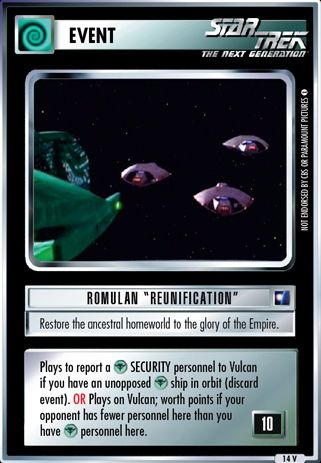 EVENT
STAR TREK
THE NEXT GENERATION
NOT ENDORSED BY CBS OR PARAMOUNT PICTURES
ROMULAN "REUNIFICATION"
Restore the ancestral homeworld to the glory of the Empire.
Plays to report a SECURITY personnel to Vulcan
if you have an unopposed ship in orbit (discard
event). OR Plays on Vulcan; worth points if your
opponent has fewer personnel here than you
have personnel here.
10
14 V